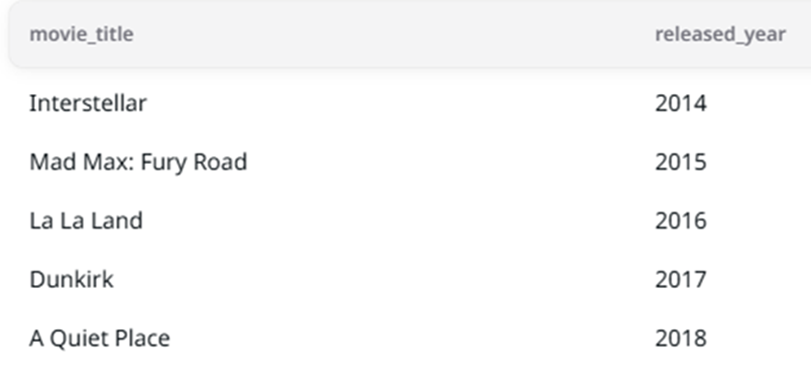 movie_title released_year
Interstellar 2014
Mad Max: Fury Road 2015
La La Land 2016
Dunkirk 2017
A Quiet Place 2018